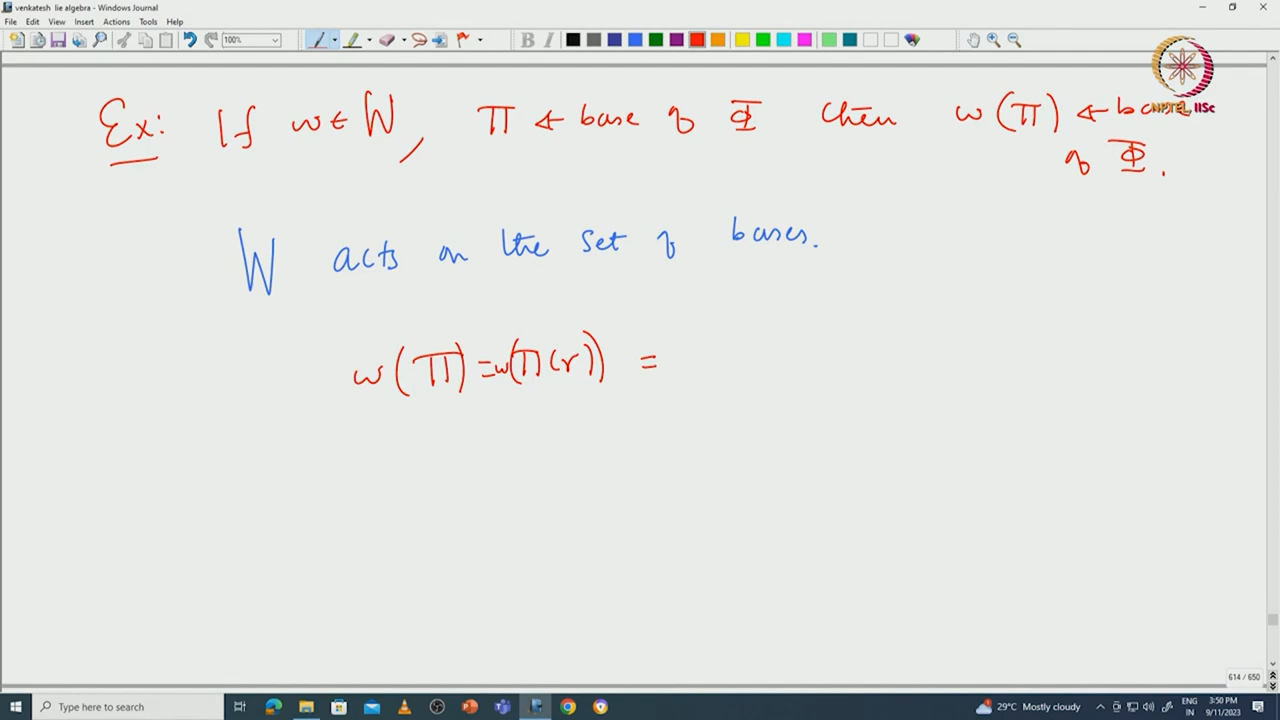 venkatesh lie algebra - Windows Journal
File Edit View Insert Actions Tools Help
100%
NPTEL IISc
Ex: If w ∈ W, Π ← base of Φ then w(Π) ← base
of Φ.
W acts on the set of bases.
w(Π) = w(Π(γ)) =
614 / 650
Type here to search
29°C Mostly cloudy
ENG
IN
3:50 PM
9/11/2023